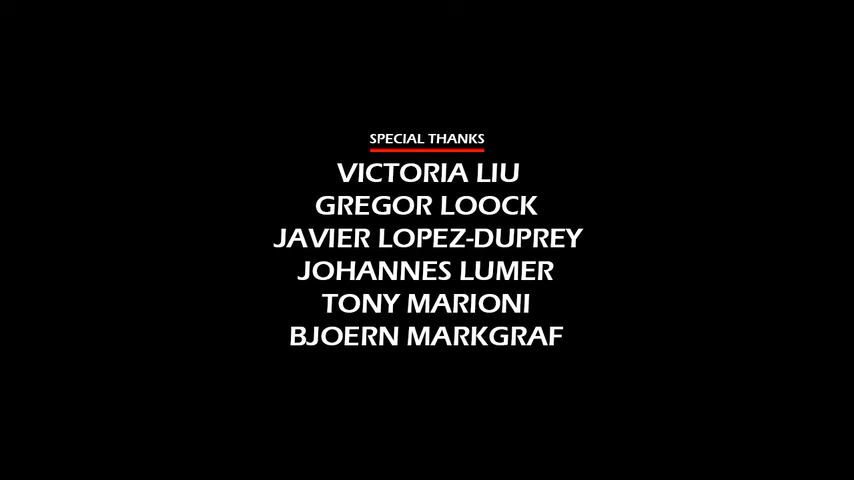 SPECIAL THANKS
VICTORIA LIU
GREGOR LOOCK
JAVIER LOPEZ-DUPREY
JOHANNES LUMER
TONY MARIONI
BJOERN MARKGRAF